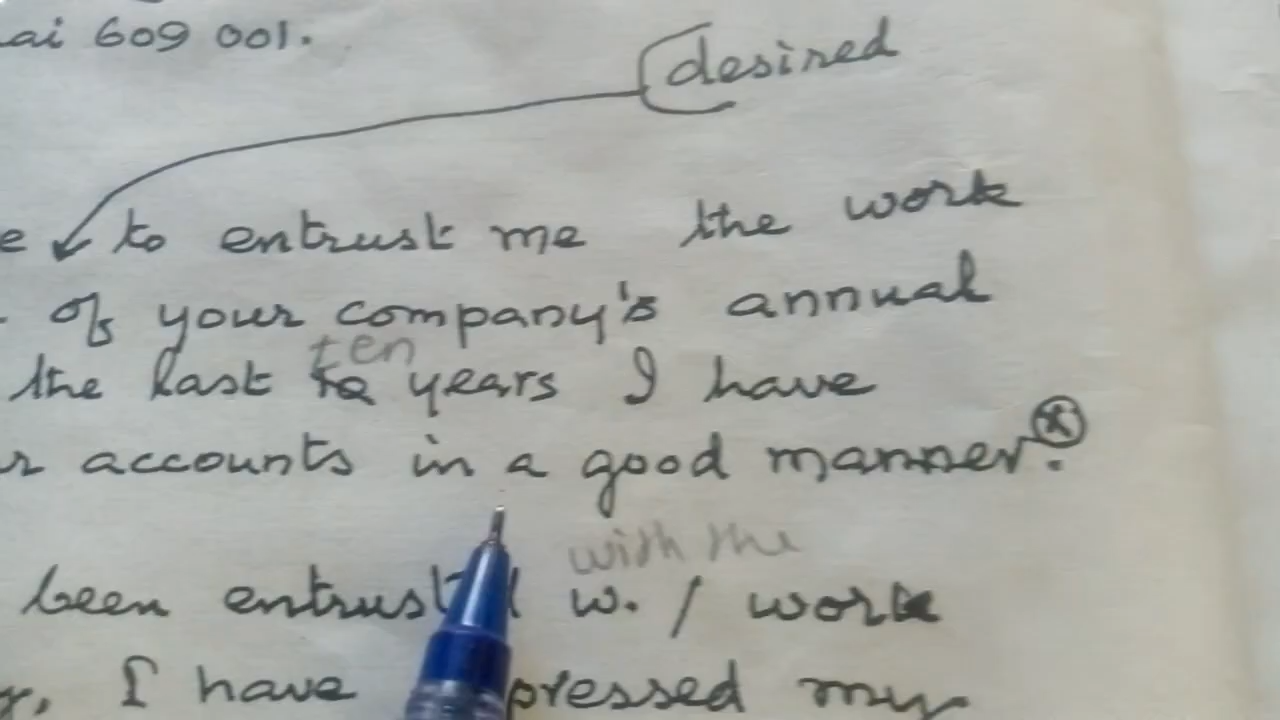 ai 609 001.
desired
e to entrust me the work
of your company's annual
ten
the last te years I have
r accounts in a good manner.
with the
been entrust w. / work
I have pressed my